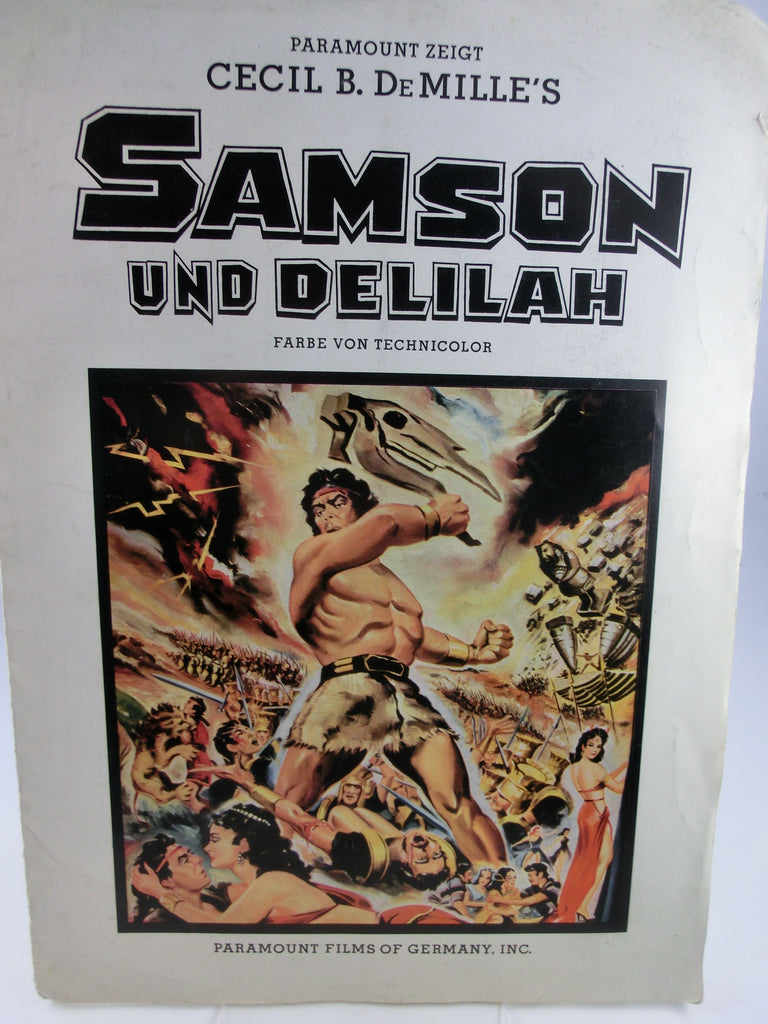 PARAMOUNT ZEIGT
CECIL B. DeMILLE'S
SAMSON
UND DELILAH
FARBE VON TECHNICOLOR
PARAMOUNT FILMS OF GERMANY, INC.